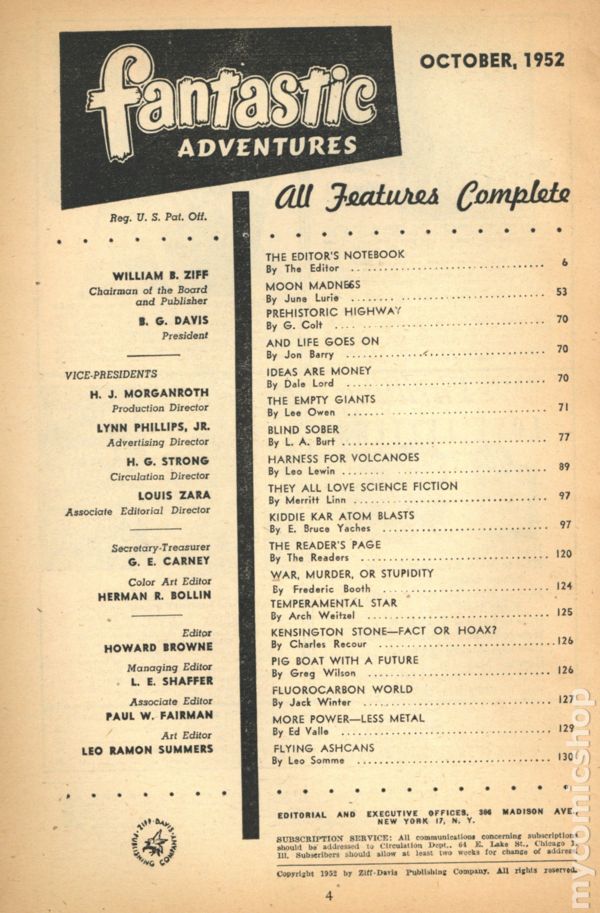 fantastic
ADVENTURES
OCTOBER, 1952
All Features Complete
Reg. U. S. Pat. Off.
WILLIAM B. ZIFF
Chairman of the Board
and Publisher
B. G. DAVIS
President
VICE-PRESIDENTS
H. J. MORGANROTH
Production Director
LYNN PHILLIPS, JR.
Advertising Director
H. G. STRONG
Circulation Director
LOUIS ZARA
Associate Editorial Director
Secretary-Treasurer
G. E. CARNEY
Color Art Editor
HERMAN R. BOLLIN
Editor
HOWARD BROWNE
Managing Editor
L. E. SHAFFER
Associate Editor
PAUL W. FAIRMAN
Art Editor
LEO RAMON SUMMERS
ZIFF-DAVIS PUBLISHING COMPANY
THE EDITOR'S NOTEBOOK
By The Editor .......... 6
MOON MADNESS
By June Lurie .......... 53
PREHISTORIC HIGHWAY
By G. Colt .......... 70
AND LIFE GOES ON
By Jon Barry .......... 70
IDEAS ARE MONEY
By Dale Lord .......... 70
THE EMPTY GIANTS
By Lee Owen .......... 71
BLIND SOBER
By L. A. Burt .......... 77
HARNESS FOR VOLCANOES
By Leo Lewin .......... 89
THEY ALL LOVE SCIENCE FICTION
By Merritt Linn .......... 97
KIDDIE KAR ATOM BLASTS
By E. Bruce Yaches .......... 97
THE READER'S PAGE
By The Readers .......... 120
WAR, MURDER, OR STUPIDITY
By Frederic Booth .......... 124
TEMPERAMENTAL STAR
By Arch Weitzel .......... 125
KENSINGTON STONE—FACT OR HOAX?
By Charles Recour .......... 126
PIG BOAT WITH A FUTURE
By Greg Wilson .......... 126
FLUOROCARBON WORLD
By Jack Winter .......... 127
MORE POWER—LESS METAL
By Ed Valle .......... 129
FLYING ASHCANS
By Leo Somme .......... 130
EDITORIAL AND EXECUTIVE OFFICES, 366 MADISON AVE.
NEW YORK 17, N. Y.
SUBSCRIPTION SERVICE: All communications concerning subscriptions
should be addressed to Circulation Dept., 64 E. Lake St., Chicago 1,
Ill. Subscribers should allow at least two weeks for change of address.
Copyright 1952 by Ziff-Davis Publishing Company. All rights reserved.
4
mycomicshop